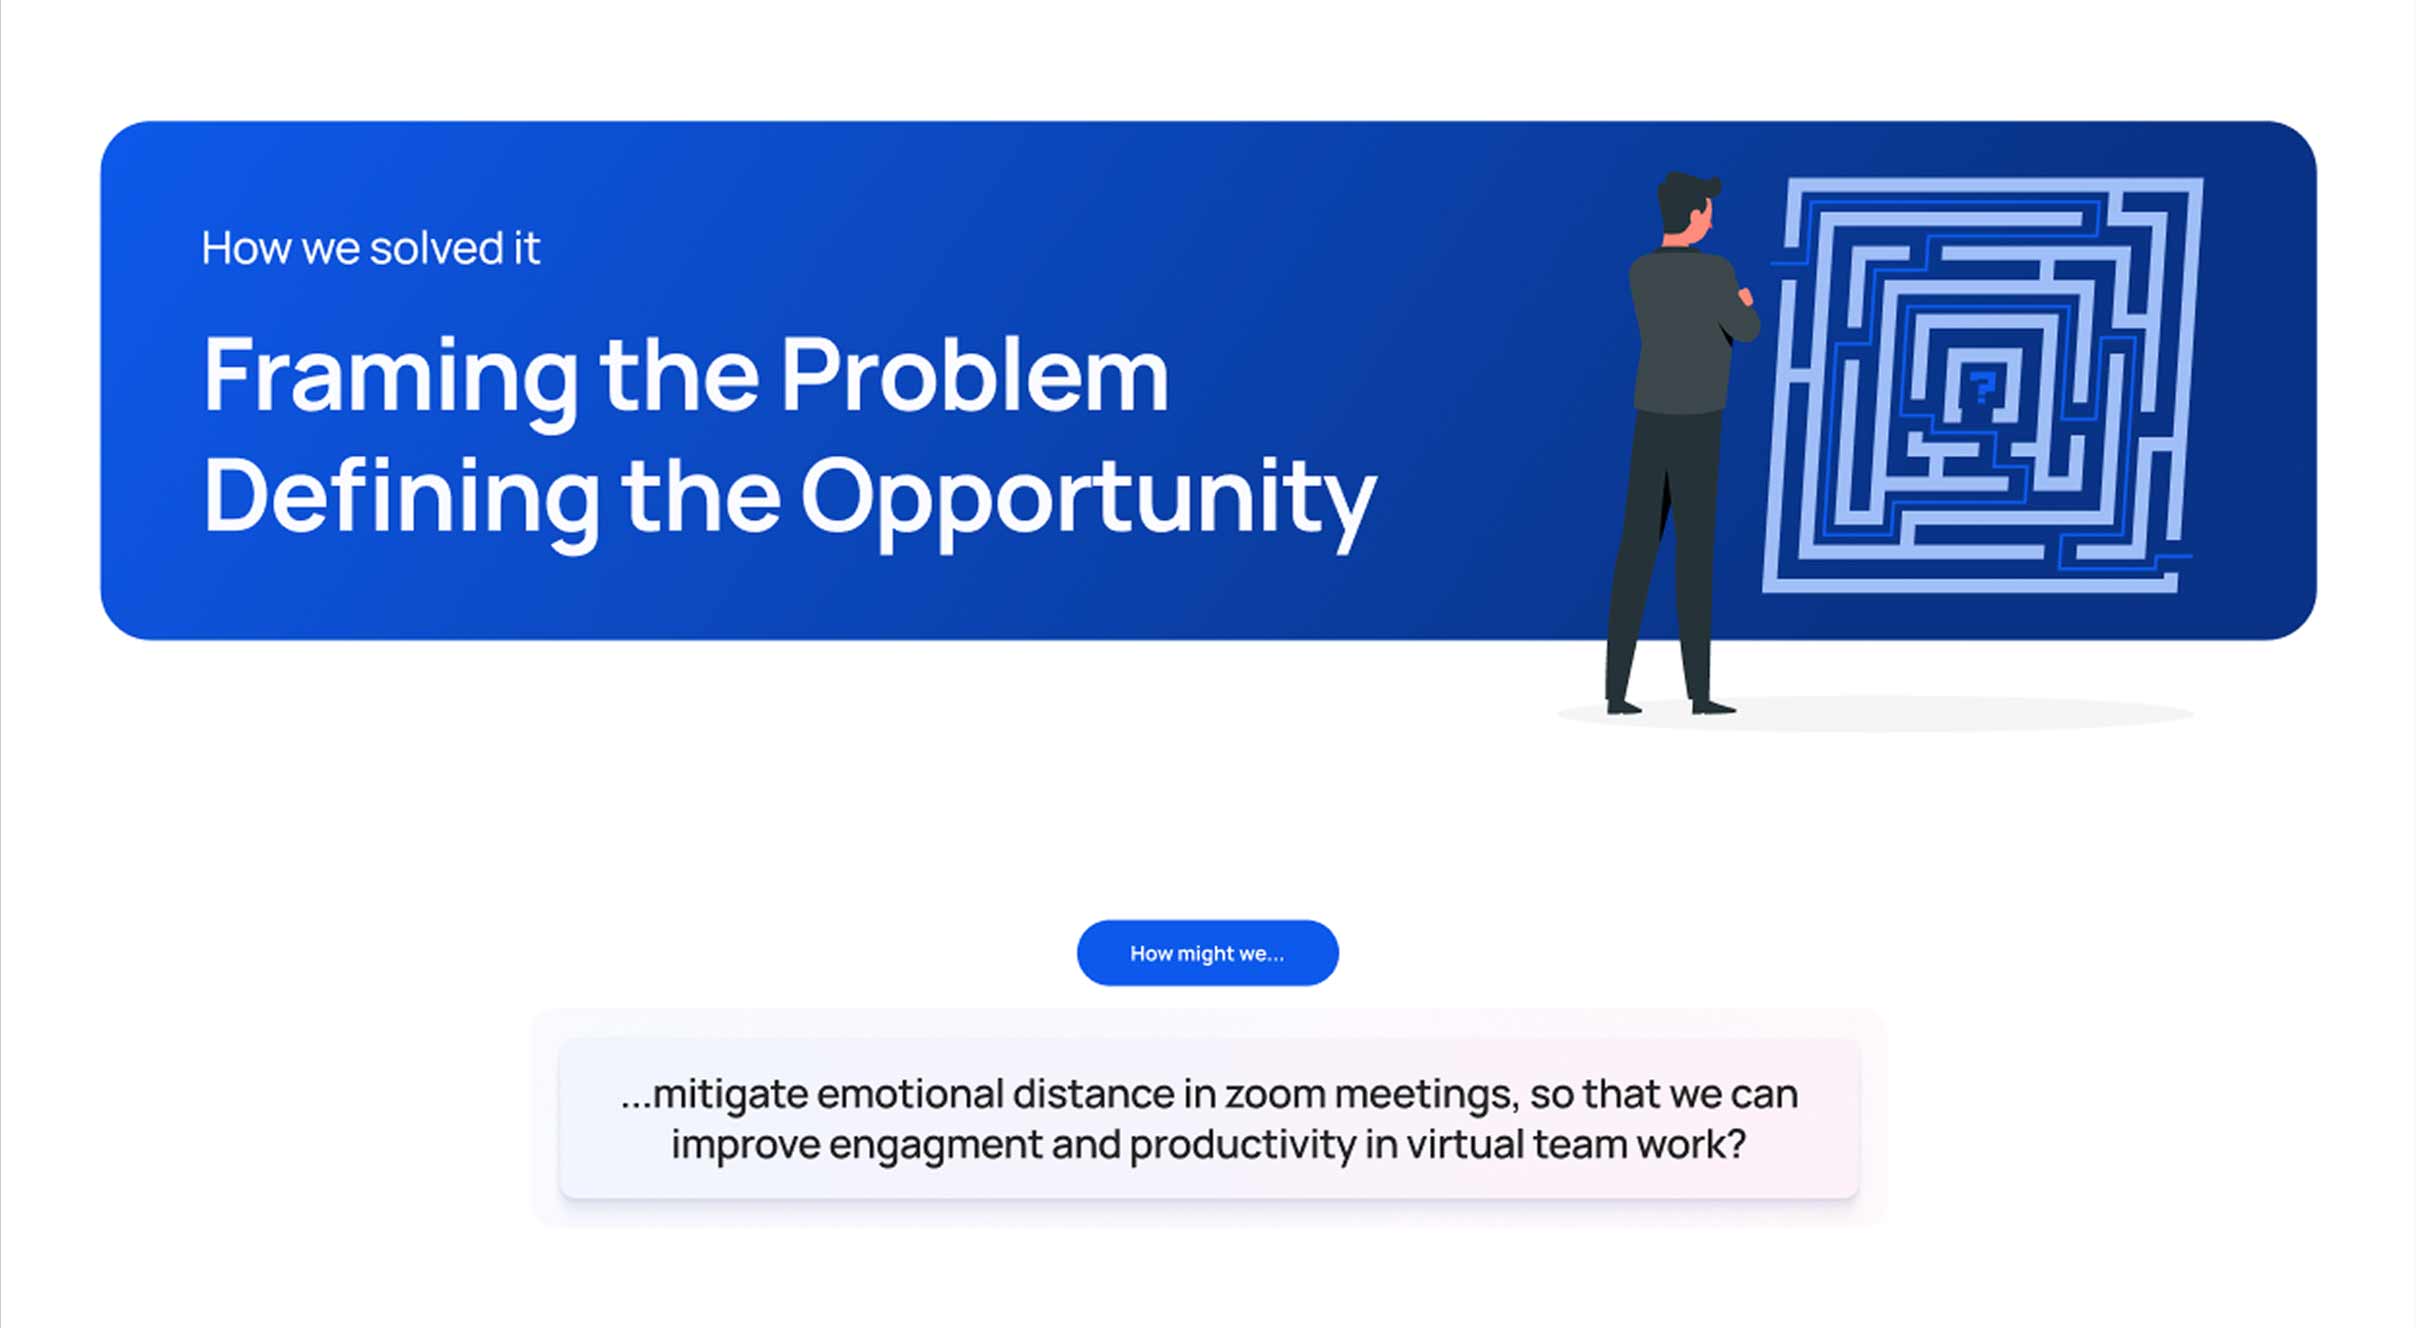 How we solved it
Framing the Problem
Defining the Opportunity
?
How might we...
...mitigate emotional distance in zoom meetings, so that we can
improve engagment and productivity in virtual team work?